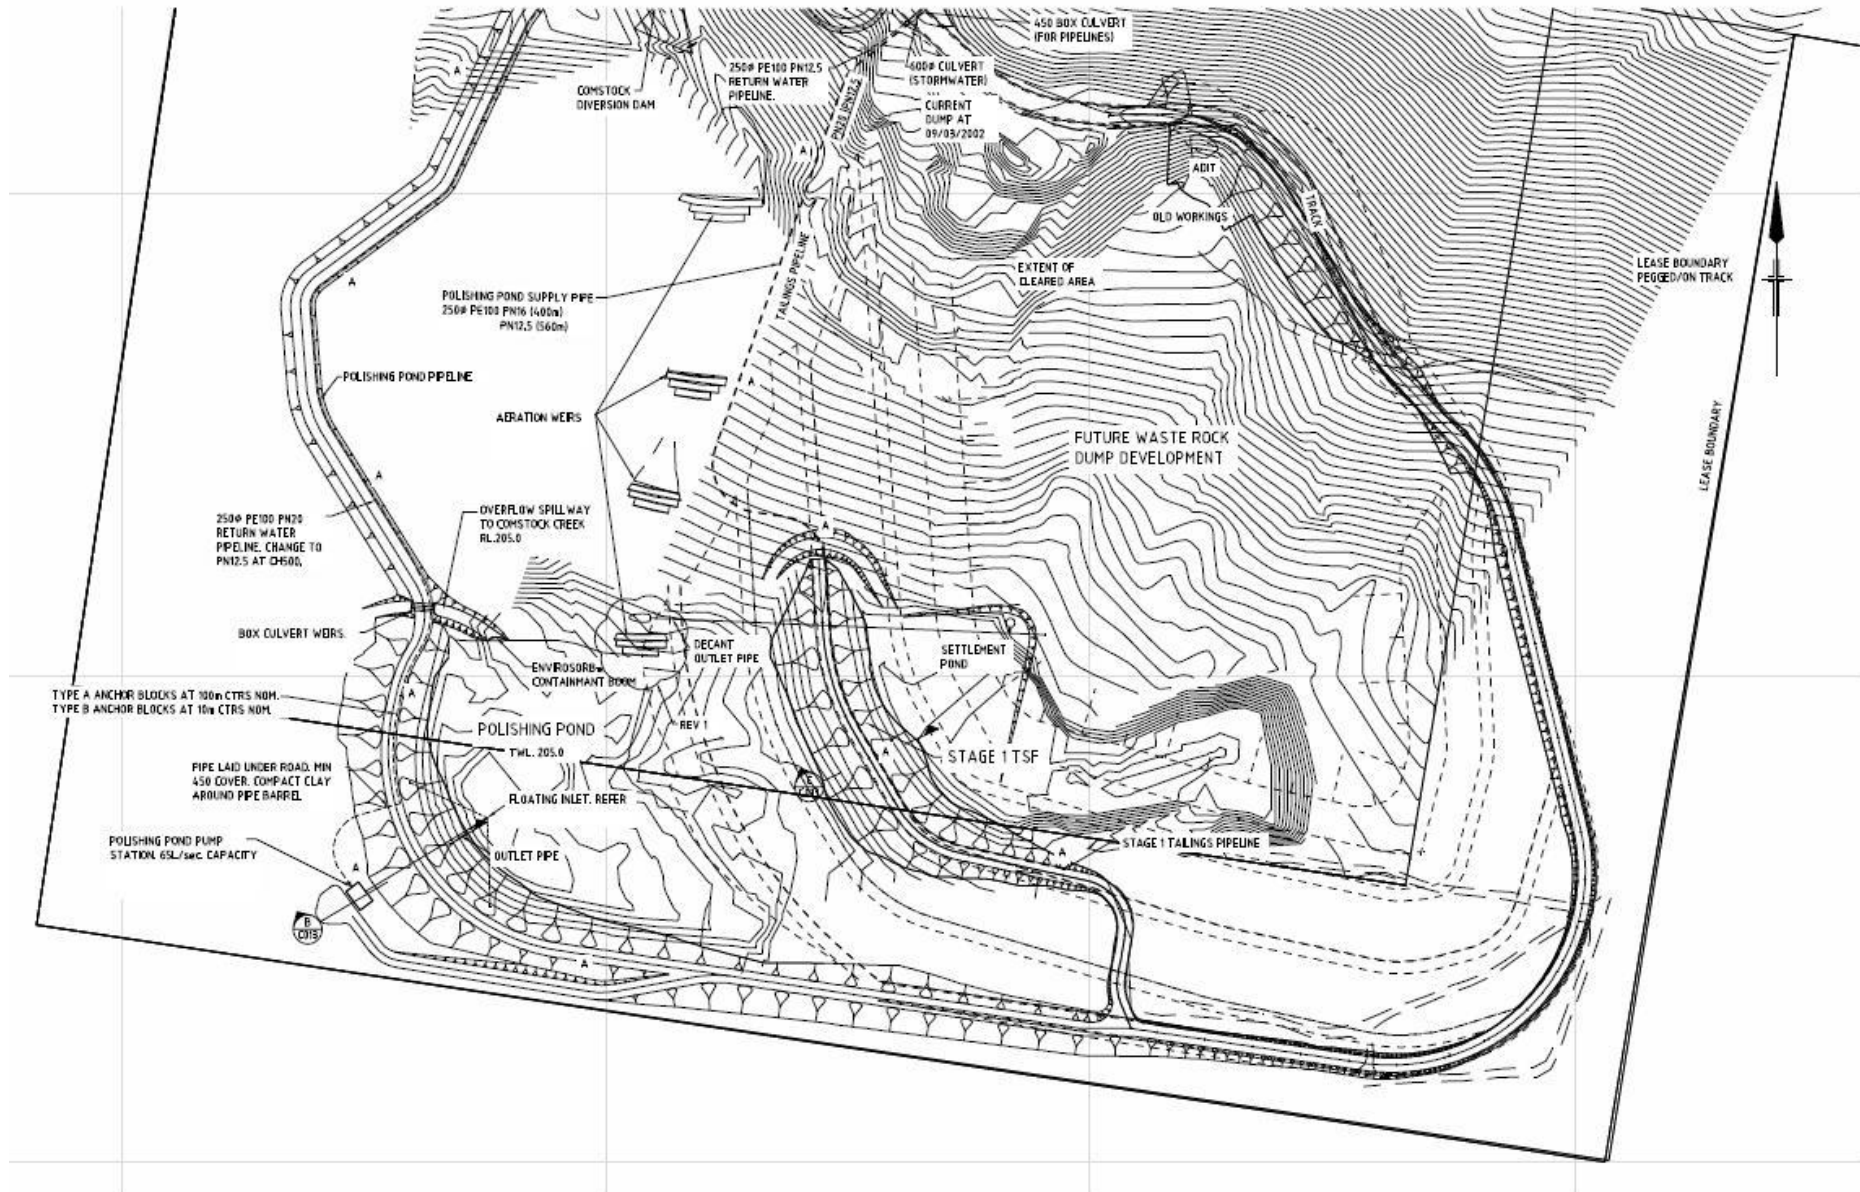 450 BOX CULVERT
(FOR PIPELINES)
250Ø PE100 PN12.5
RETURN WATER
PIPELINE.
600Ø CULVERT
(STORMWATER)
COMSTOCK
DIVERSION DAM
CURRENT
DUMP AT
09/03/2002
A
A
ADIT
TRACK
OLD WORKINGS
EXTENT OF
CLEARED AREA
LEASE BOUNDARY
PEGGED/ON TRACK
TAILINGS PIPELINE
A
POLISHING POND SUPPLY PIPE
250Ø PE100 PN16 (400m)
PN12.5 (560m)
POLISHING POND PIPELINE
A
AERATION WEIRS
LEASE BOUNDARY
FUTURE WASTE ROCK
DUMP DEVELOPMENT
A
250Ø PE100 PN20
RETURN WATER
PIPELINE. CHANGE TO
PN12.5 AT CH500.
OVERFLOW SPILLWAY
TO COMSTOCK CREEK
RL.205.0
A
BOX CULVERT WEIRS.
DECANT
OUTLET PIPE
SETTLEMENT
POND
ENVIROSORB
CONTAINMANT BOOM
TYPE A ANCHOR BLOCKS AT 100m CTRS NOM.
TYPE B ANCHOR BLOCKS AT 10m CTRS NOM.
A
REV 1
POLISHING POND
TWL. 205.0
A
STAGE 1 TSF
PIPE LAID UNDER ROAD. MIN
450 COVER. COMPACT CLAY
AROUND PIPE BARREL
FLOATING INLET. REFER
POLISHING POND PUMP
STATION. 65L/sec. CAPACITY
OUTLET PIPE
A
STAGE 1 TAILINGS PIPELINE
A
B
C013
A